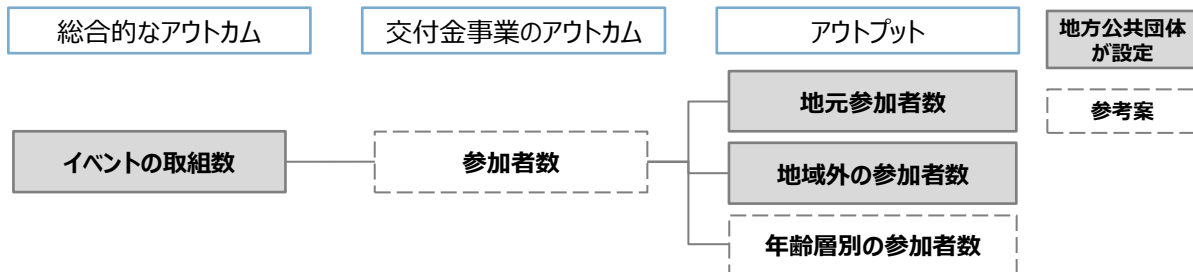 総合的なアウトカム
交付金事業のアウトカム
アウトプット
地方公共団体
が設定
地元参加者数
参考案
イベントの取組数
参加者数
地域外の参加者数
年齢層別の参加者数